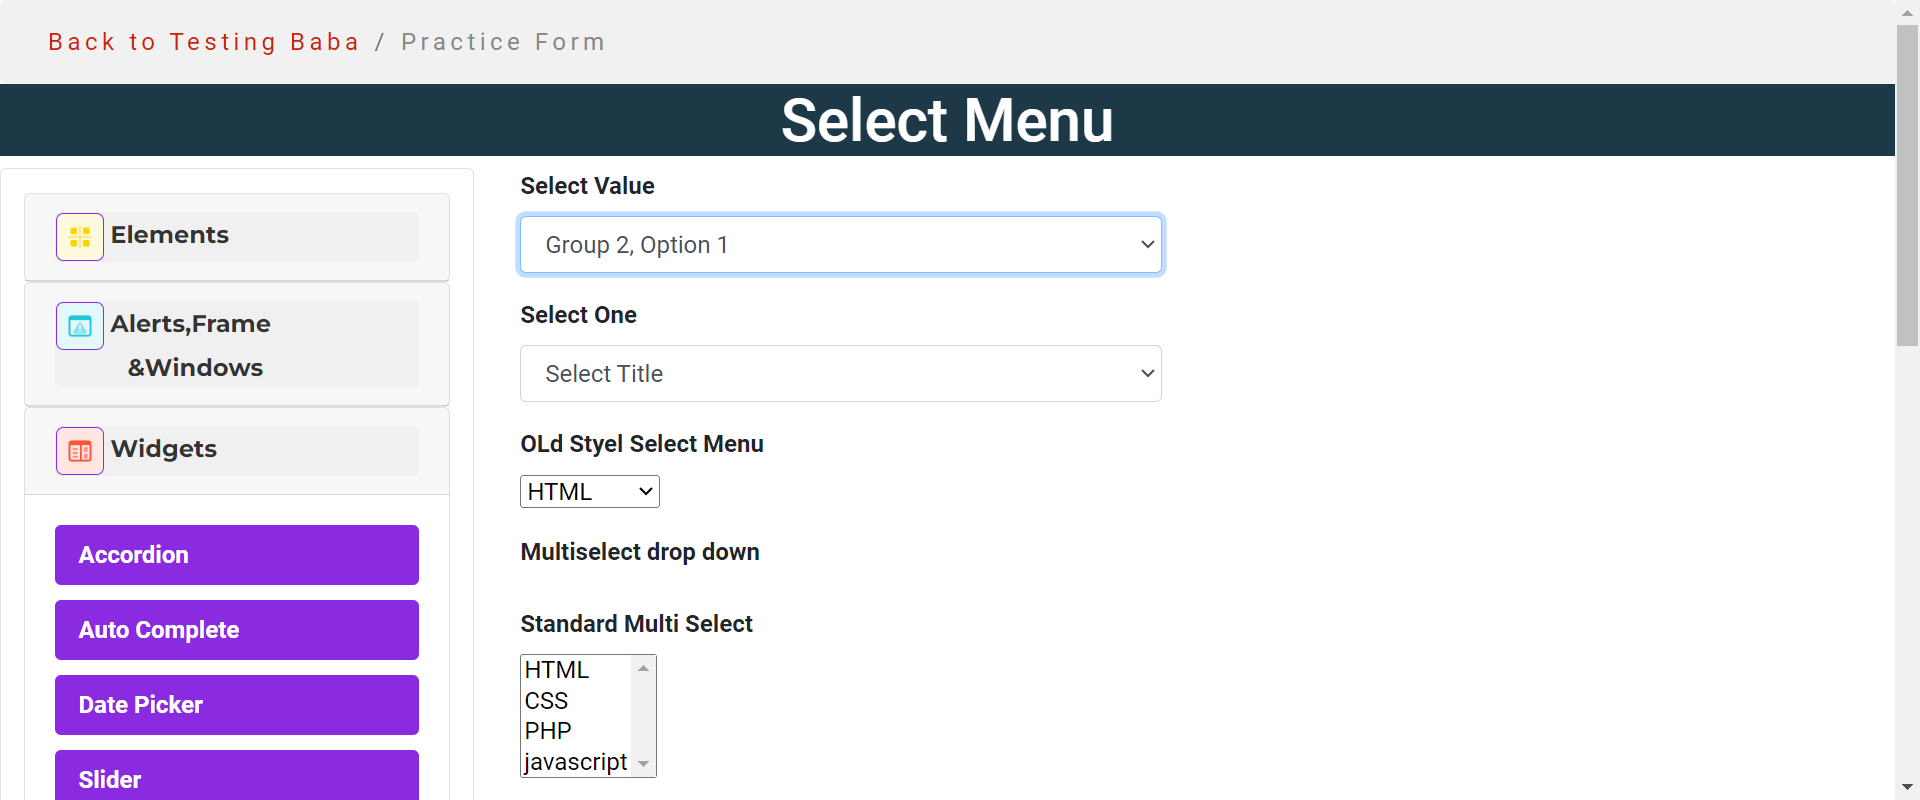 Back to Testing Baba / Practice Form
Select Menu
Elements
Alerts,Frame
&Windows
Widgets
Accordion
Auto Complete
Date Picker
Slider
Select Value
Group 2, Option 1
Select One
Select Title
OLd Styel Select Menu
HTML
Multiselect drop down
Standard Multi Select
HTML
CSS
PHP
javascript